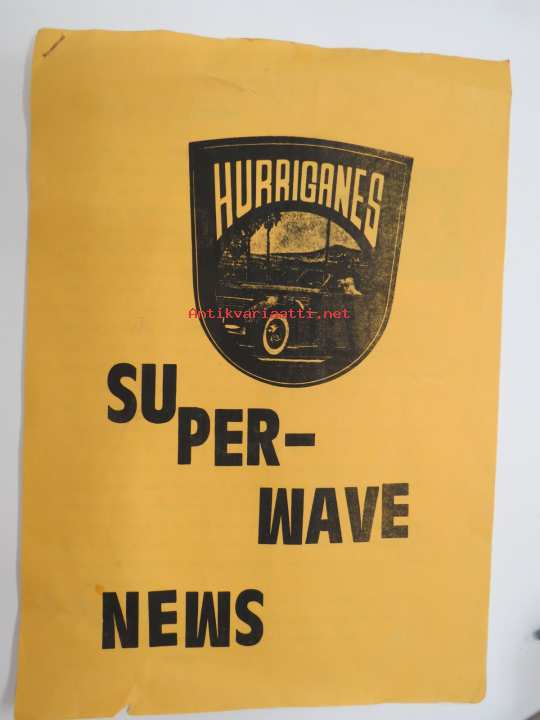 HURRIGANES
Antikvariaatti.net
SUPER-
WAVE
NEWS